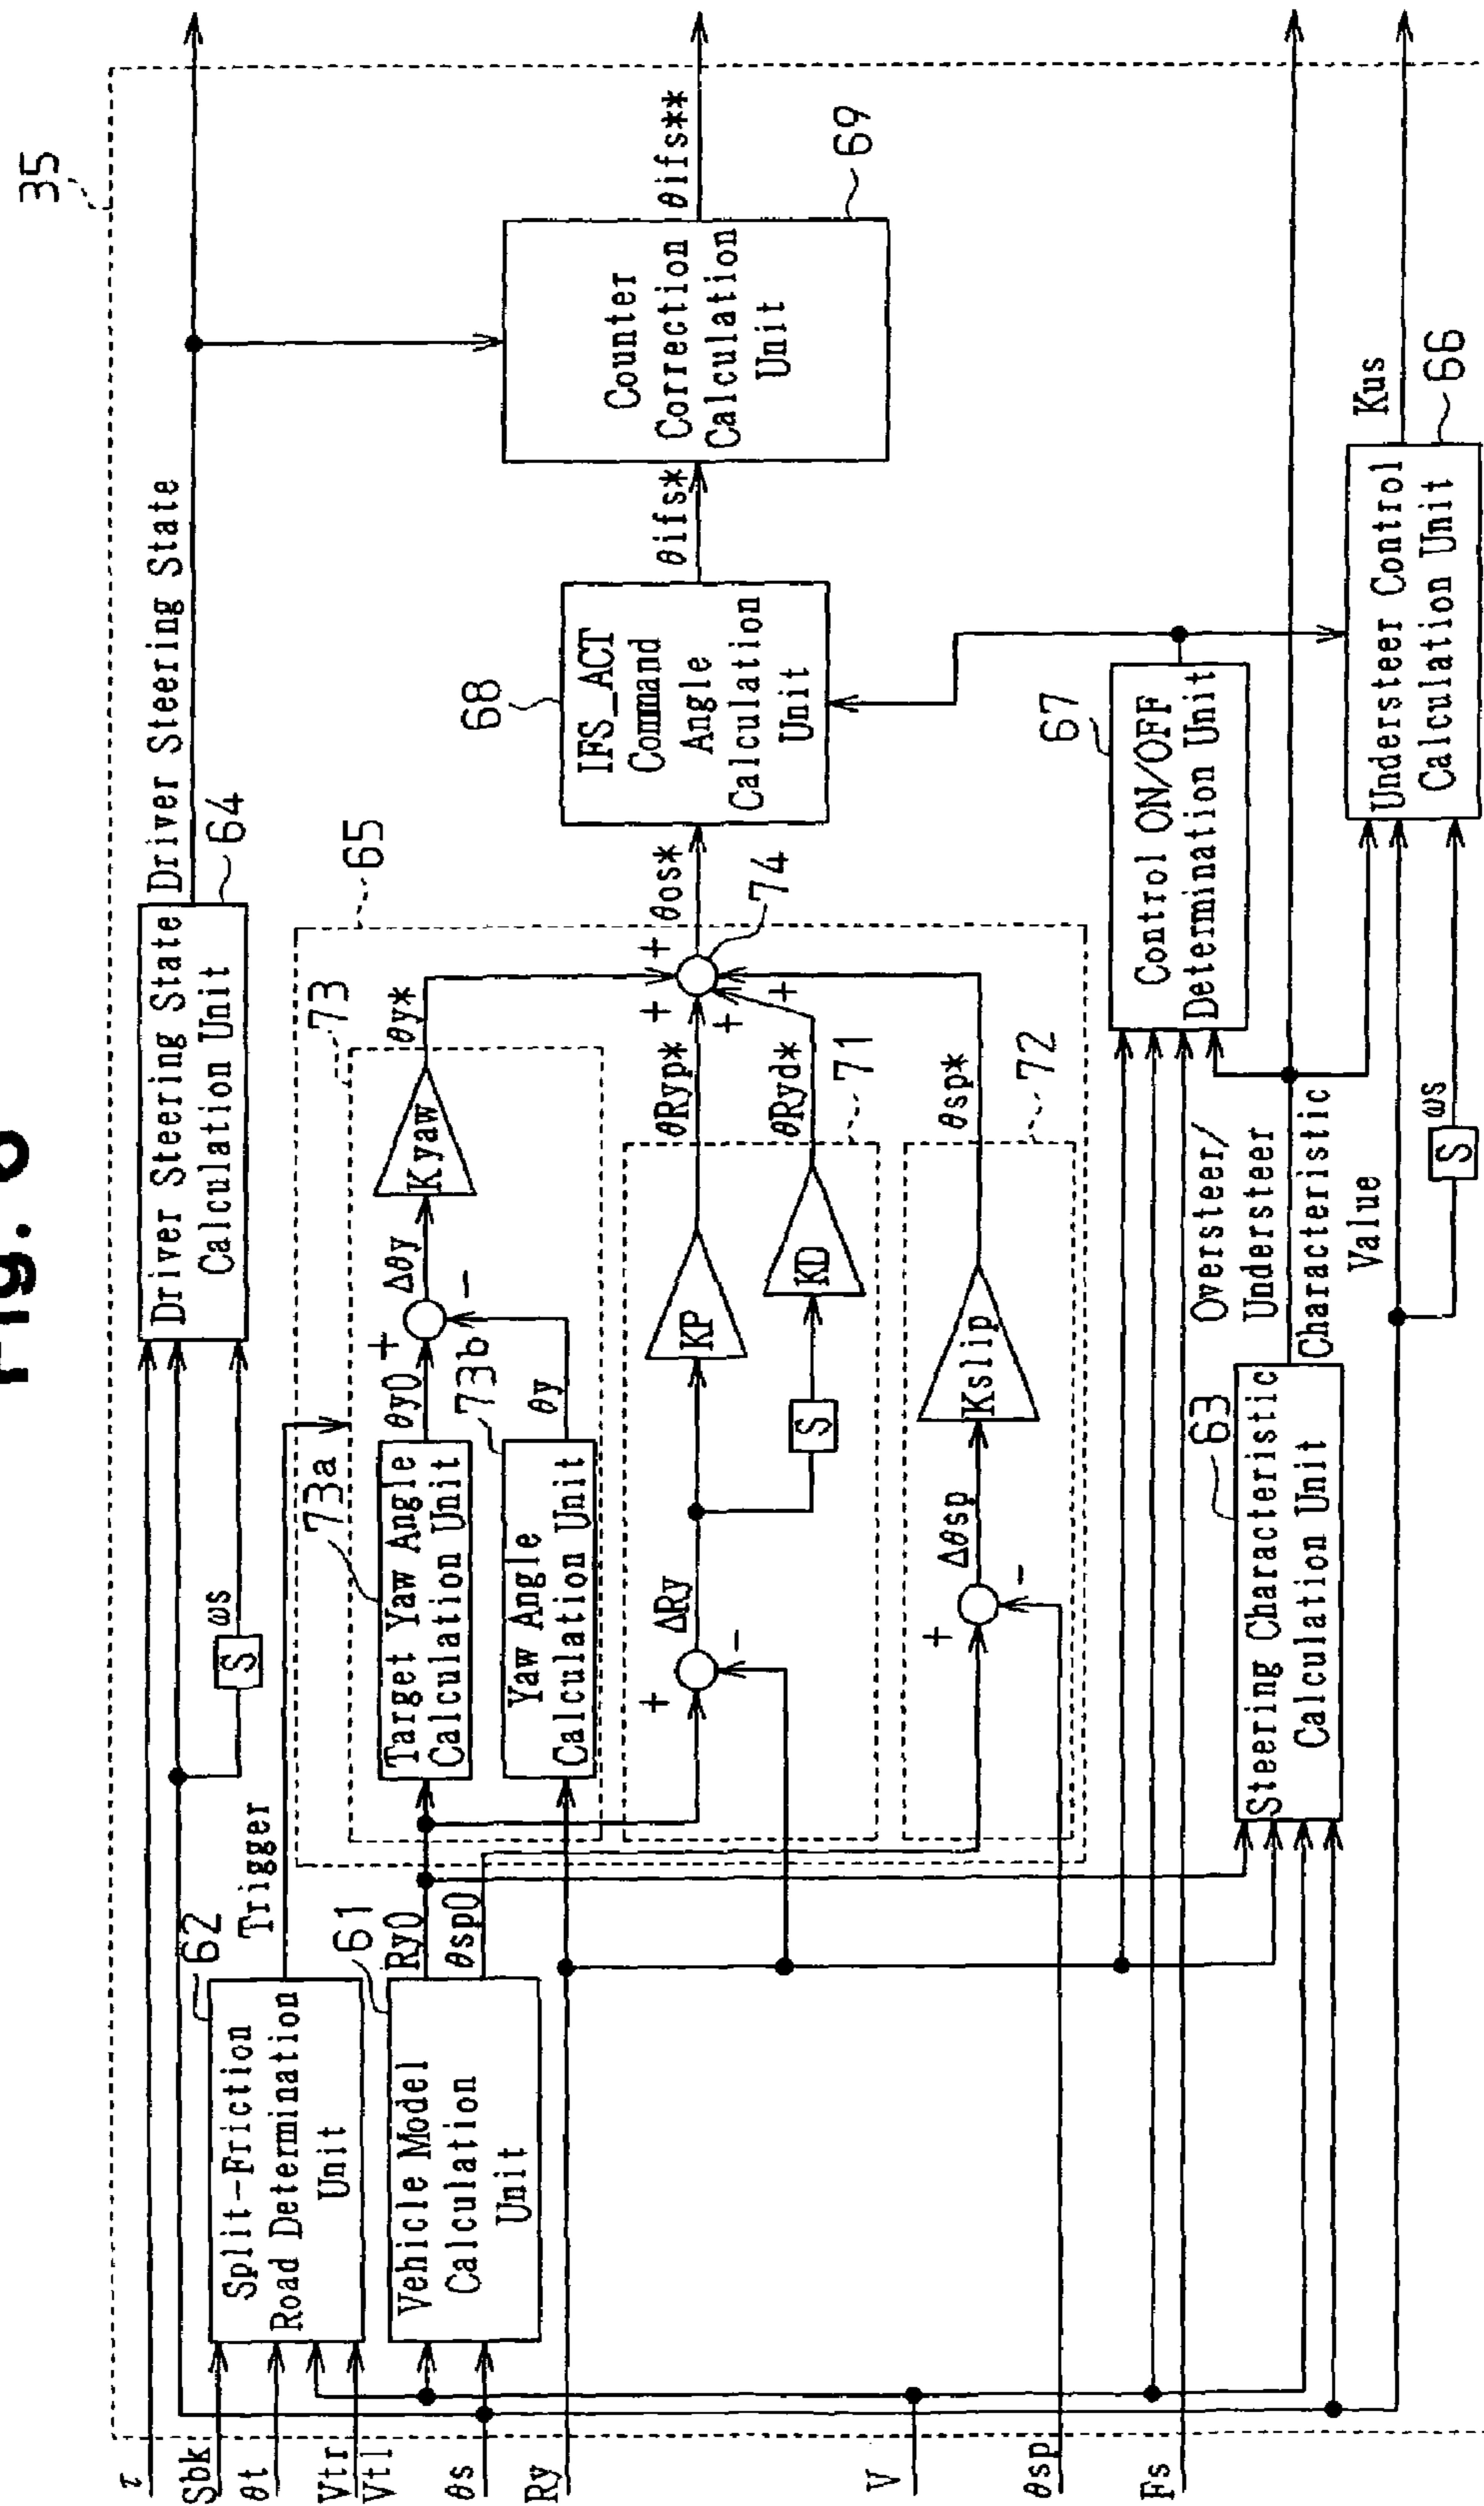 35
τ
Sbk
θt
Vtr
Vtl
θs
Ry
V
θsp
Fs
62
Split-Friction
Road Determination
Unit
Trigger
61
Vehicle Model
Calculation
Unit
Ry0
θsp0
S
ωs
Driver Steering State
Calculation Unit
64
Driver Steering State
65
73
73a
Target Yaw Angle
Calculation Unit
θy0
73b
Yaw Angle
Calculation Unit
θy
+
-
Δθy
Kyaw
θy*
+
-
ΔRy
KP
θRyp*
S
KD
θRyd*
71
+
-
Δθsp
Kslip
θsp*
72
+
+
+
+
74
θos*
68
IFS_ACT
Command
Angle
Calculation
Unit
θifs*
Counter
Correction
Calculation
Unit
69
θifs**
63
Steering Characteristic
Calculation Unit
Oversteer/
Understeer
Characteristic
Value
67
Control ON/OFF
Determination Unit
S
ωs
Understeer Control
Calculation Unit
66
Kus